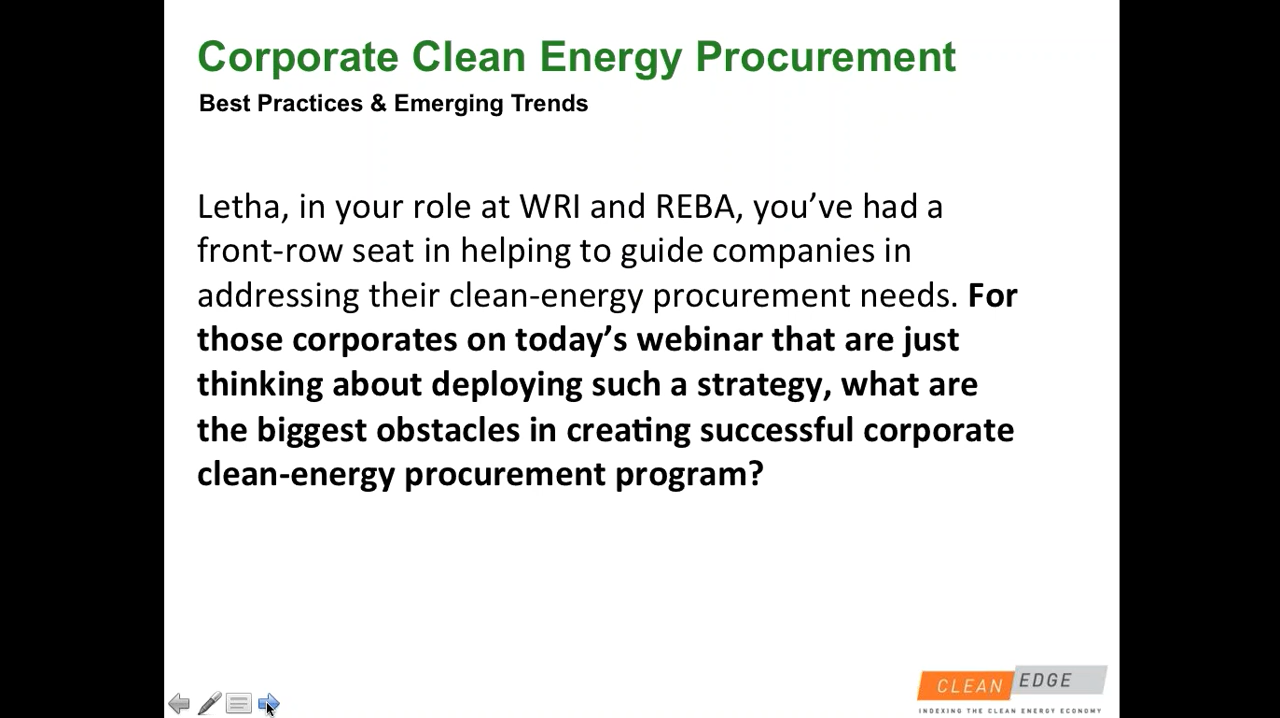 Corporate Clean Energy Procurement
Best Practices & Emerging Trends
Letha, in your role at WRI and REBA, you’ve had a
front-row seat in helping to guide companies in
addressing their clean-energy procurement needs. For
those corporates on today’s webinar that are just
thinking about deploying such a strategy, what are
the biggest obstacles in creating successful corporate
clean-energy procurement program?
CLEAN EDGE
INDEXING THE CLEAN ENERGY ECONOMY